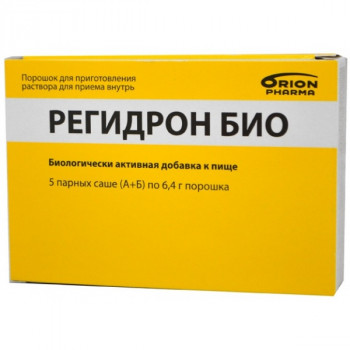 Порошок для приготовления
раствора для приема внутрь
ORION
PHARMA
РЕГИДРОН БИО
Биологически активная добавка к пище
5 парных саше (А+Б) по 6,4 г порошка